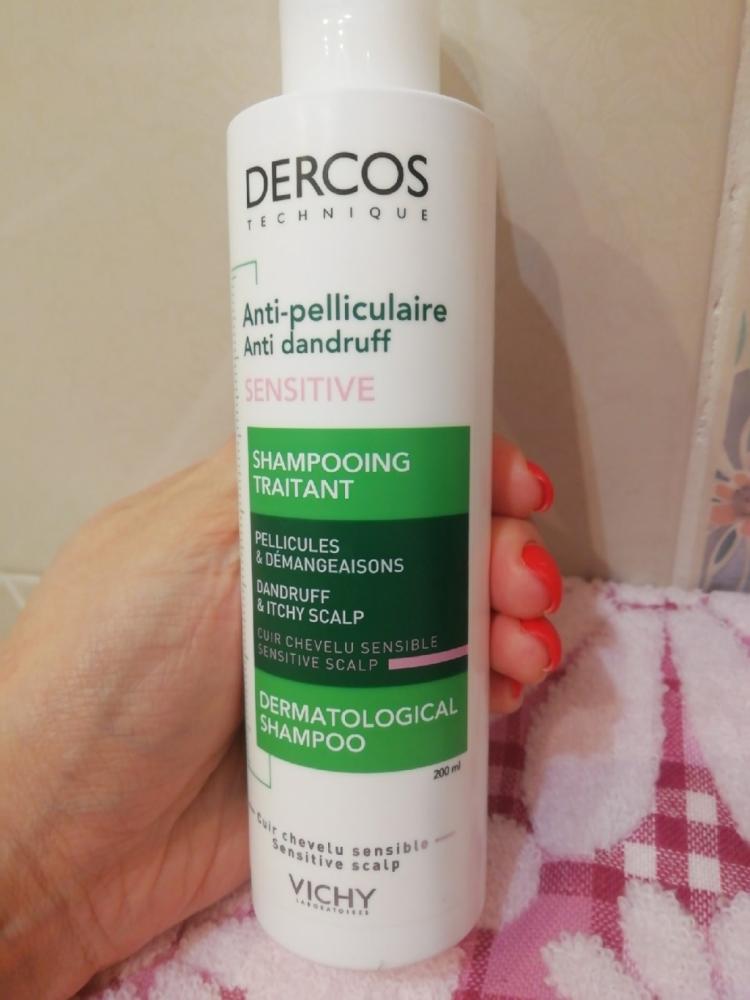 DERCOS
TECHNIQUE
Anti-pelliculaire
Anti dandruff
SENSITIVE
SHAMPOOING
TRAITANT
PELLICULES
& DÉMANGEAISONS
DANDRUFF
& ITCHY SCALP
CUIR CHEVELU SENSIBLE
SENSITIVE SCALP
DERMATOLOGICAL
SHAMPOO
200 ml
Cuir chevelu sensible
Sensitive scalp
VICHY
LABORATOIRES